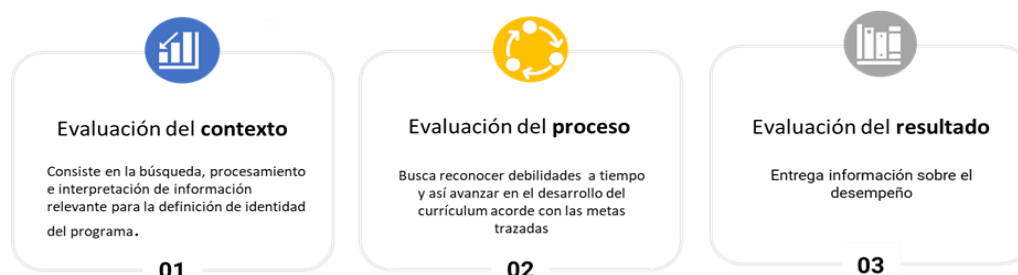 Evaluación del contexto
Consiste en la búsqueda, procesamiento
e interpretación de información
relevante para la definición de identidad
del programa.
01
Evaluación del proceso
Busca reconocer debilidades a tiempo
y así avanzar en el desarrollo del
currículum acorde con las metas
trazadas
02
Evaluación del resultado
Entrega información sobre el
desempeño
03